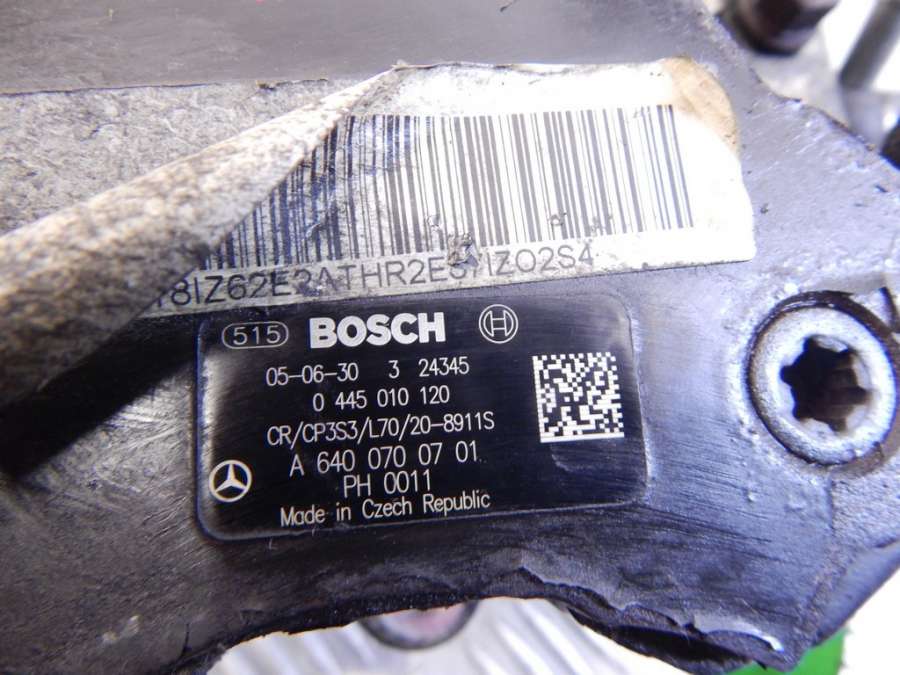 8IZ62E2ATHR2E57IZO2S4
515 BOSCH
05-06-30 3 24345
0 445 010 120
CR/CP3S3/L70/20-8911S
A 640 070 07 01
PH 0011
Made in Czech Republic